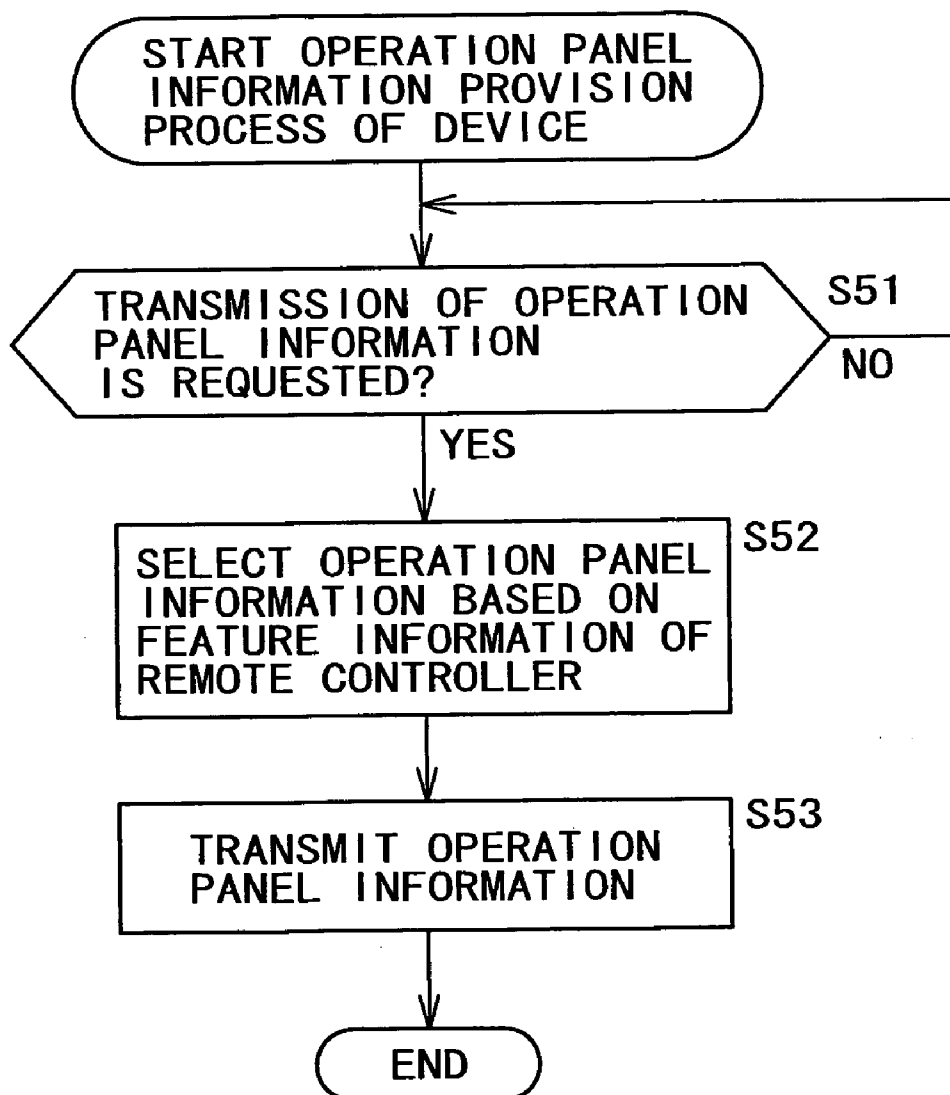 START OPERATION PANEL
INFORMATION PROVISION
PROCESS OF DEVICE
TRANSMISSION OF OPERATION
PANEL INFORMATION
IS REQUESTED?
S51
NO
YES
S52
SELECT OPERATION PANEL
INFORMATION BASED ON
FEATURE INFORMATION OF
REMOTE CONTROLLER
S53
TRANSMIT OPERATION
PANEL INFORMATION
END